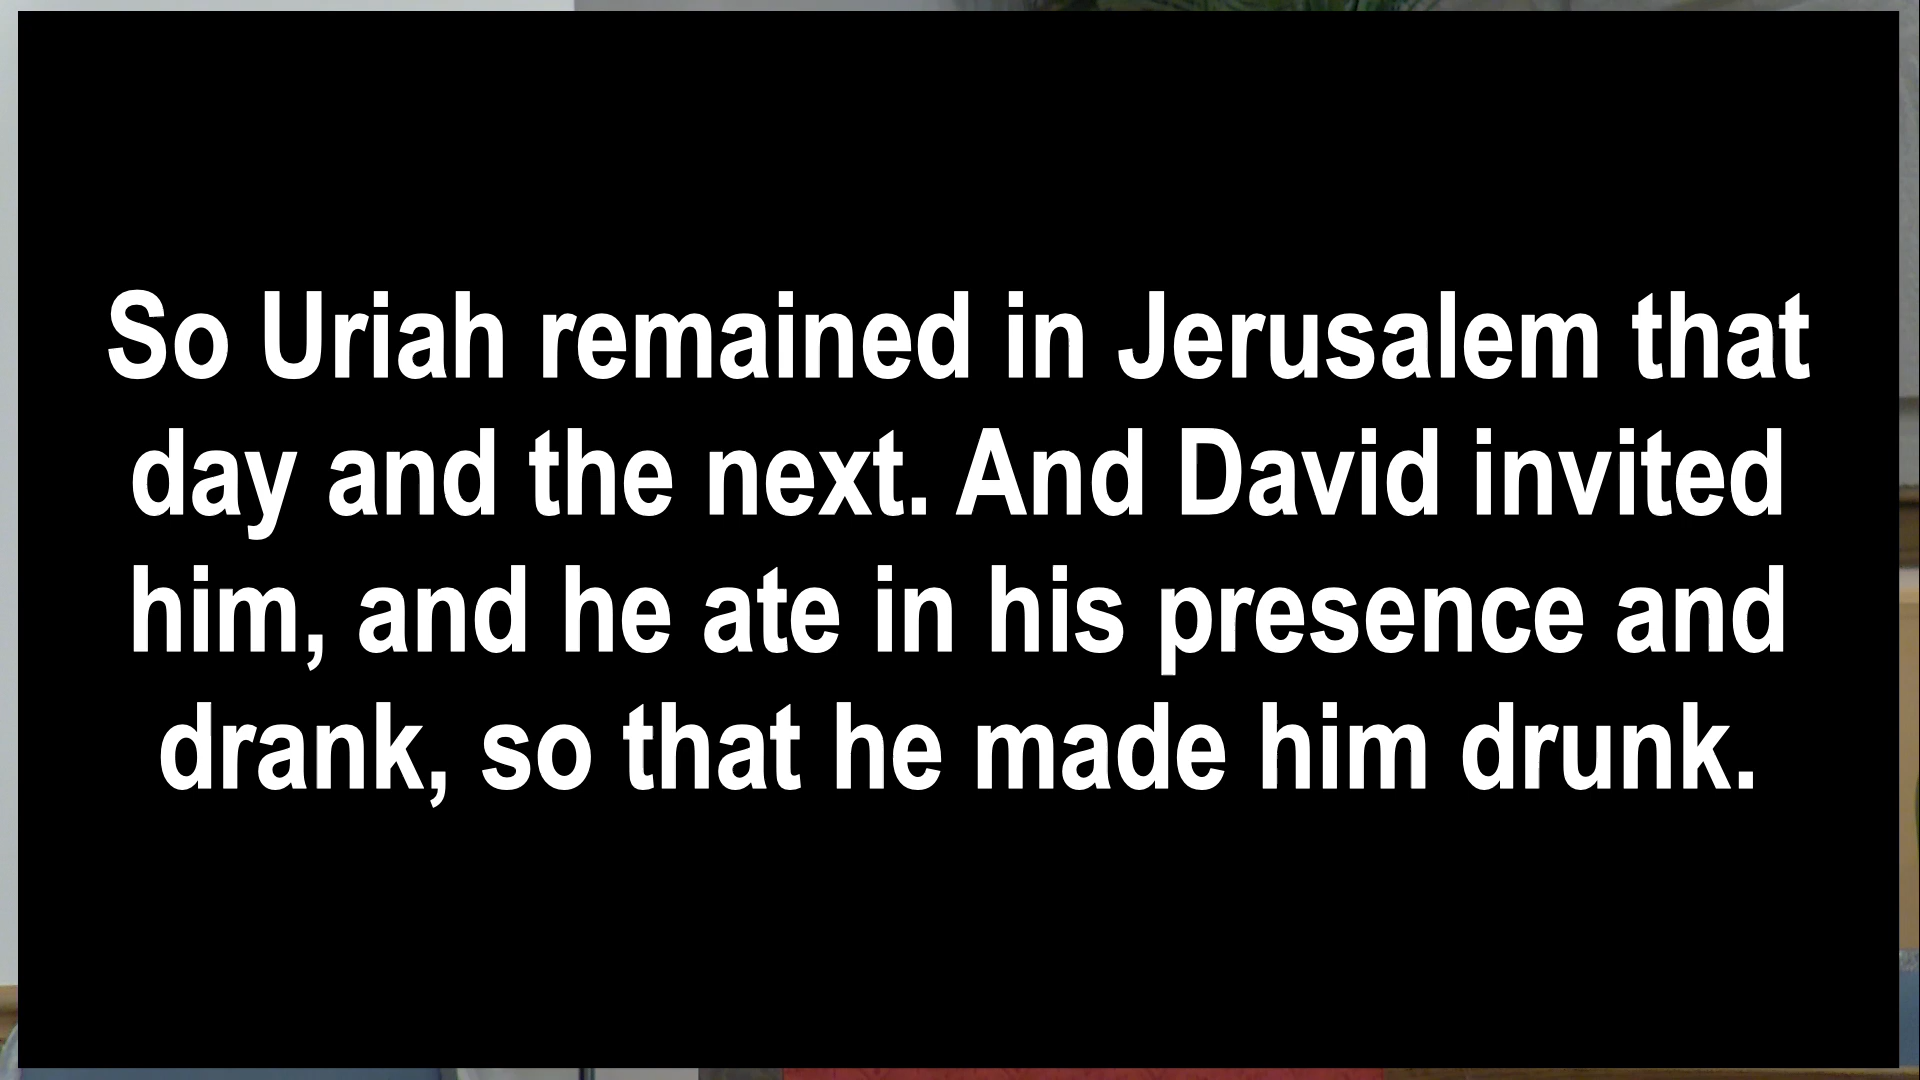 So Uriah remained in Jerusalem that
day and the next. And David invited
him, and he ate in his presence and
drank, so that he made him drunk.